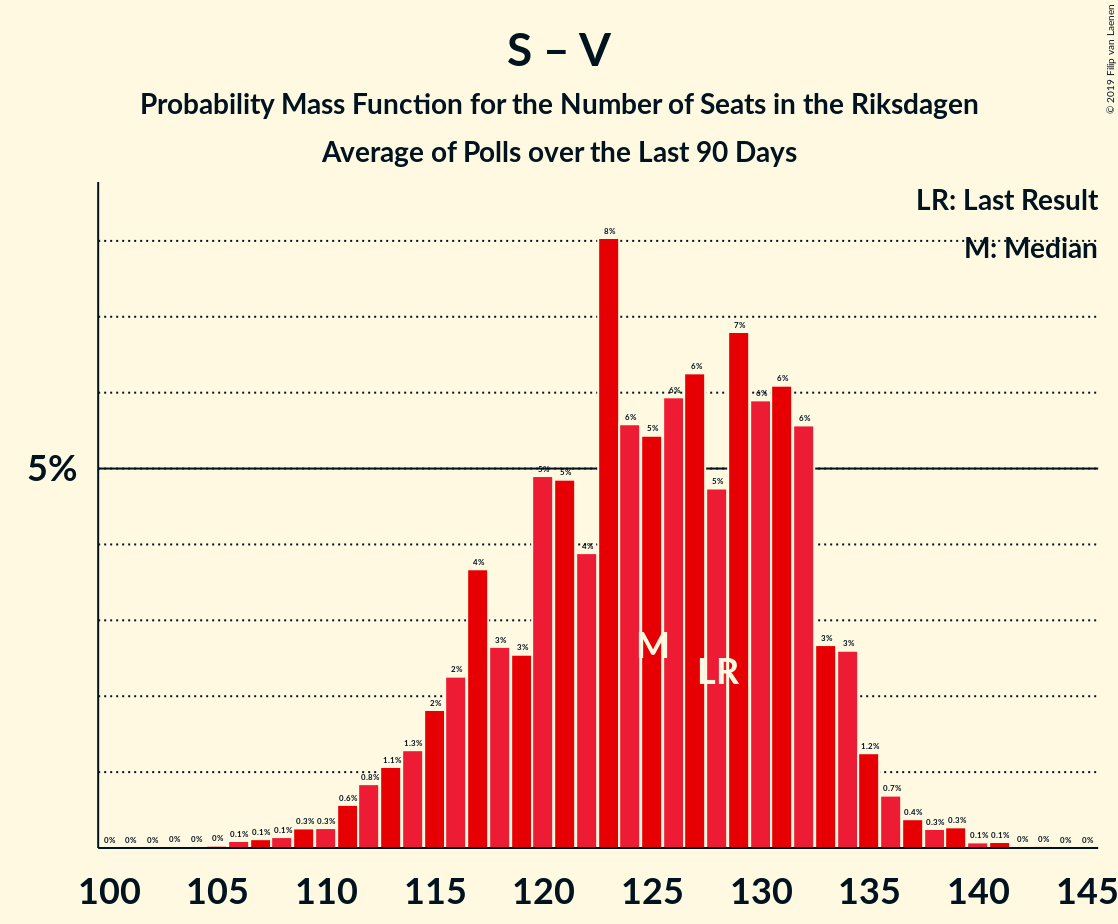 S – V
Probability Mass Function for the Number of Seats in the Riksdagen
Average of Polls over the Last 90 Days
© 2019 Filip van Laenen
LR: Last Result
M: Median
5%
0% 0% 0% 0% 0% 0% 0.1% 0.1% 0.1% 0.3% 0.3% 0.6% 0.8% 1.1% 1.3% 2% 2% 4% 3% 3% 5% 5% 4% 8% 6% 5% 6% 6% 5% 7% 6% 6% 6% 3% 3% 1.2% 0.7% 0.4% 0.3% 0.3% 0.1% 0.1% 0% 0% 0% 0%
M
LR
100 105 110 115 120 125 130 135 140 145